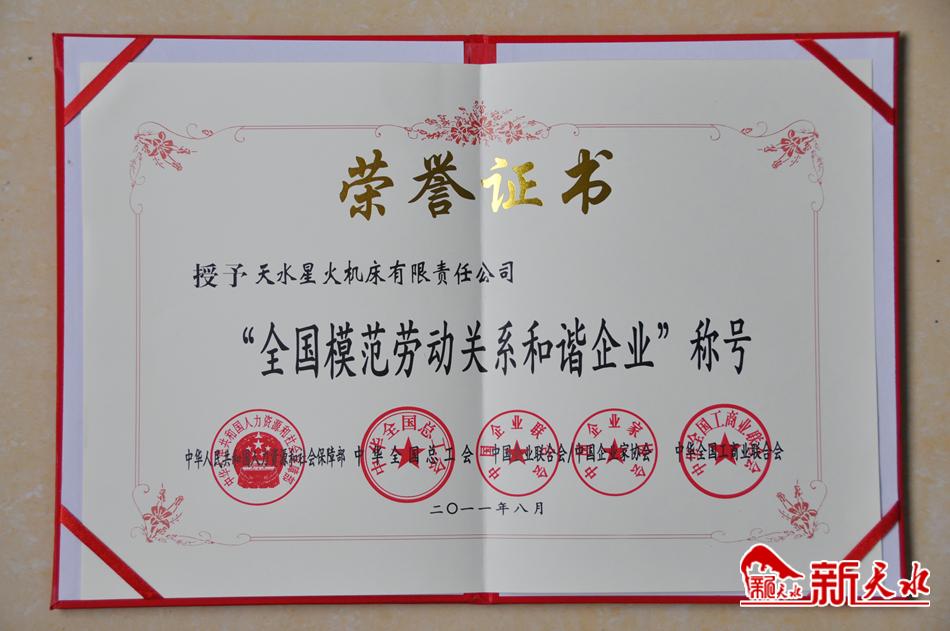 荣誉证书
授予天水星火机床有限责任公司
“全国模范劳动关系和谐企业”称号
中华人民共和国人力资源和社会保障部 中华全国总工会 中国企业联合会/中国企业家协会 中华全国工商业联合会
二〇一一年八月
新天水